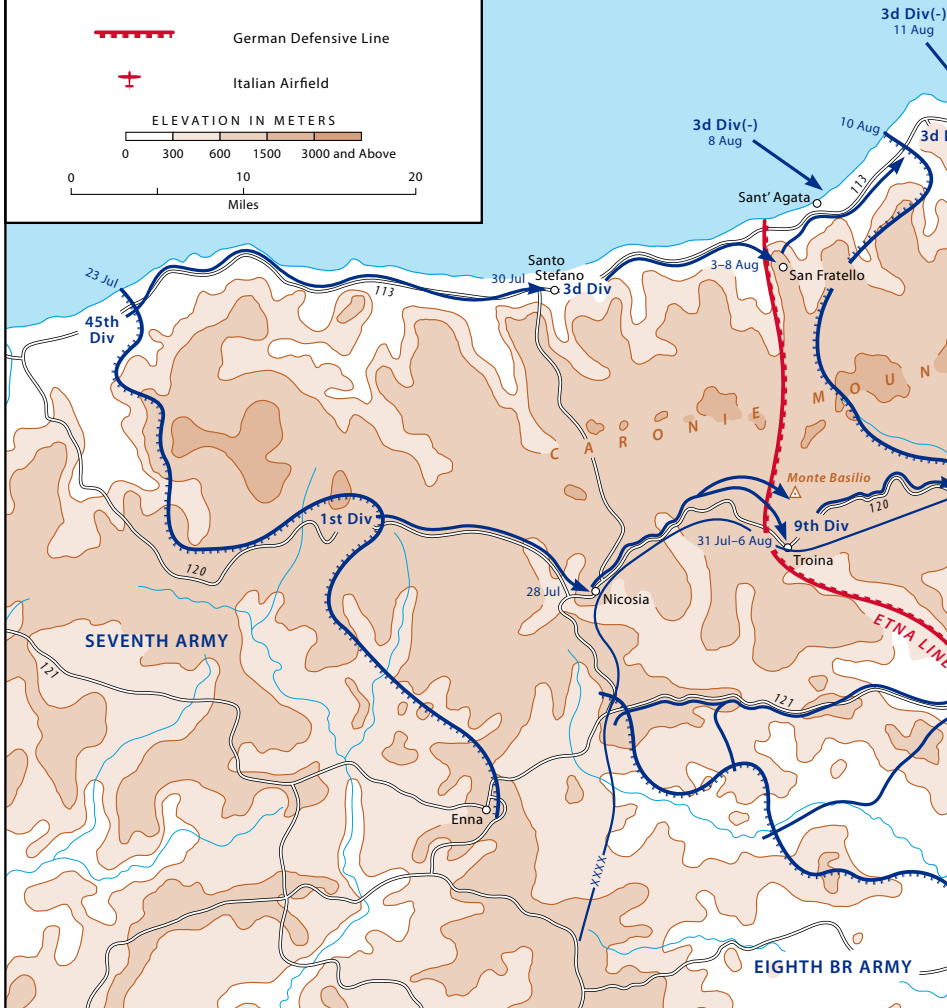 German Defensive Line
Italian Airfield
ELEVATION IN METERS
0 300 600 1500 3000 and Above
0 10 20
Miles
3d Div(-)
11 Aug
3d Div(-)
8 Aug
10 Aug
3d
Sant' Agata
113
3–8 Aug
San Fratello
Santo
Stefano
30 Jul
3d Div
23 Jul
113
45th
Div
CARONIE MOUN
Monte Basilio
120
1st Div
9th Div
31 Jul–6 Aug
Troina
120
28 Jul
Nicosia
ETNA LINE
SEVENTH ARMY
121
121
Enna
XXXX
EIGHTH BR ARMY